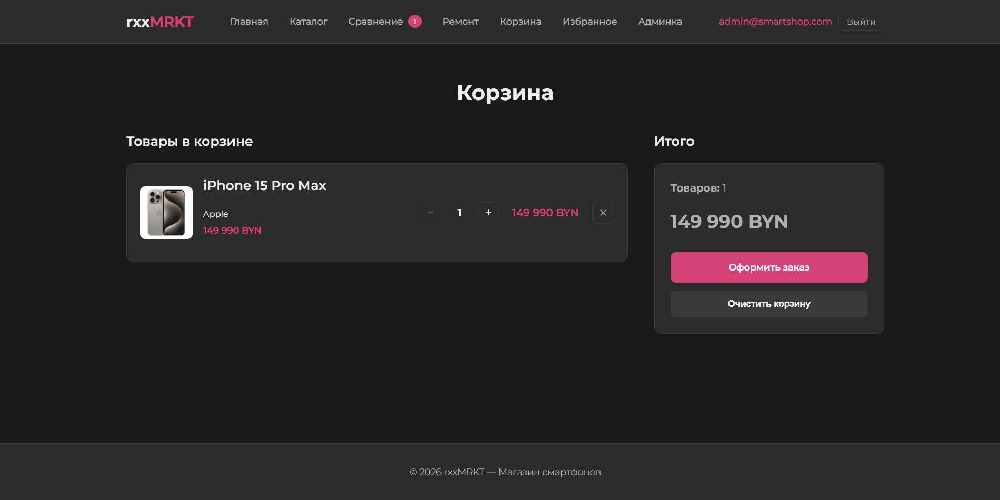 rxxMRKT Главная Каталог Сравнение 1 Ремонт Корзина Избранное Админка admin@smartshop.com Выйти
Корзина
Товары в корзине
iPhone 15 Pro Max
Apple
149 990 BYN
− 1 + 149 990 BYN ×
Итого
Товаров: 1
149 990 BYN
Оформить заказ
Очистить корзину
© 2026 rxxMRKT — Магазин смартфонов